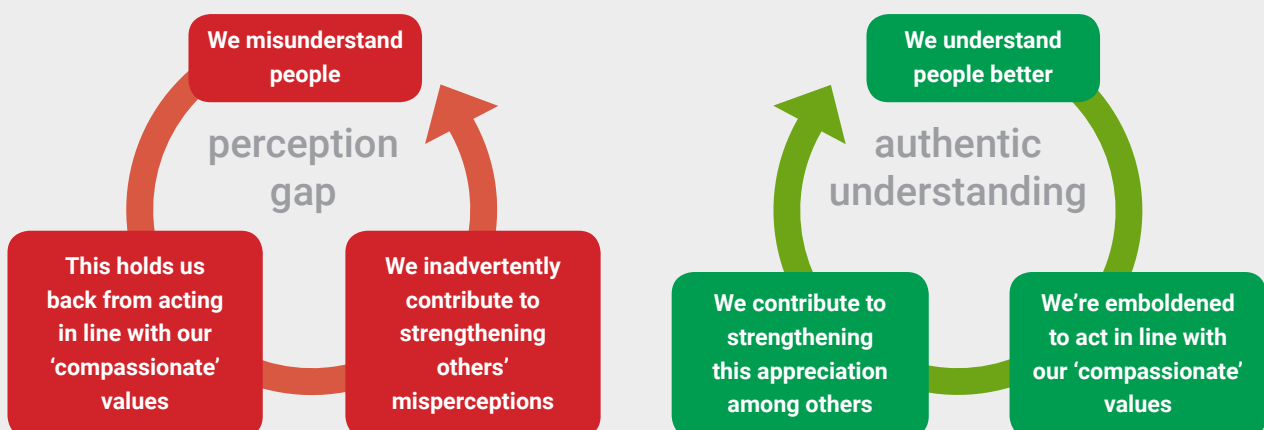 We misunderstand
people
perception
gap
This holds us
back from acting
in line with our
‘compassionate’
values
We inadvertently
contribute to
strengthening
others’
misperceptions
We understand
people better
authentic
understanding
We’re emboldened
to act in line with
our ‘compassionate’
values
We contribute to
strengthening
this appreciation
among others